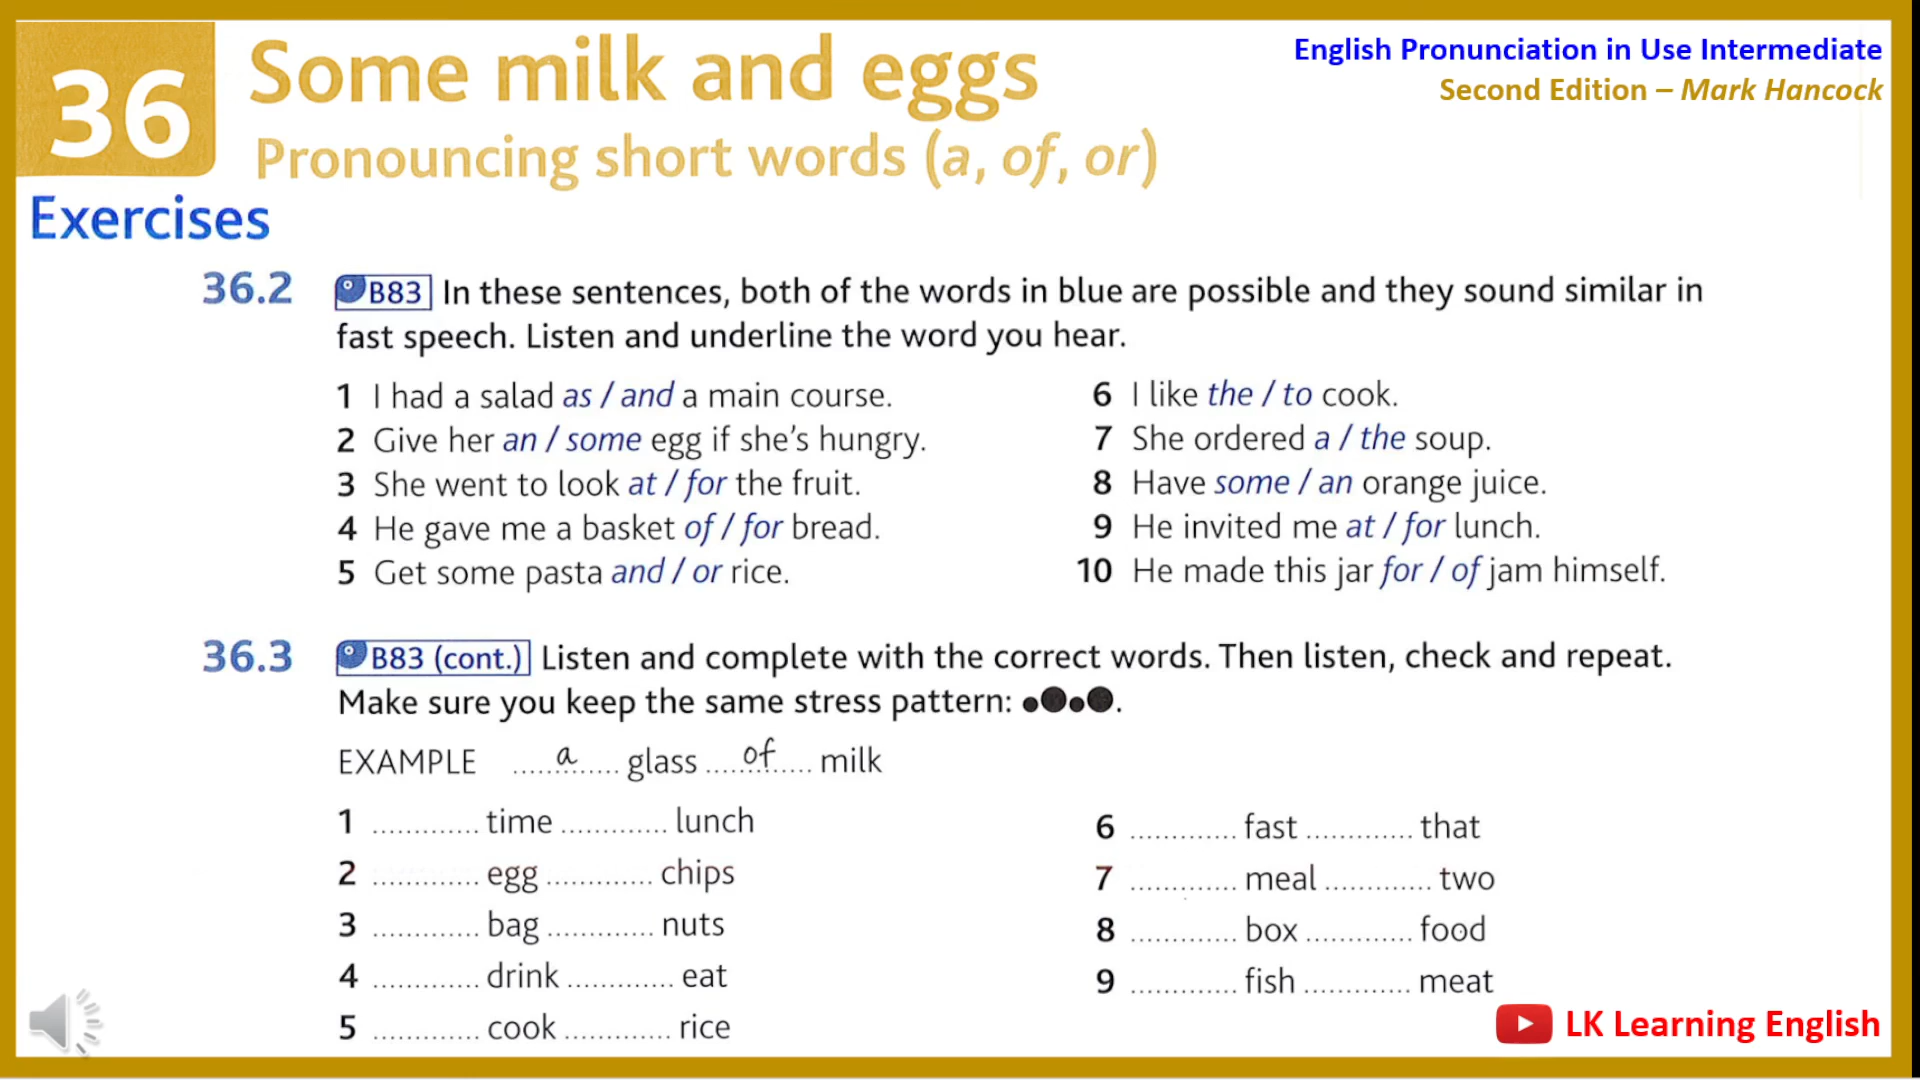 36
Some milk and eggs
Pronouncing short words (a, of, or)
English Pronunciation in Use Intermediate
Second Edition – Mark Hancock
Exercises
36.2 B83 In these sentences, both of the words in blue are possible and they sound similar in
fast speech. Listen and underline the word you hear.
1 I had a salad as / and a main course.
2 Give her an / some egg if she's hungry.
3 She went to look at / for the fruit.
4 He gave me a basket of / for bread.
5 Get some pasta and / or rice.
6 I like the / to cook.
7 She ordered a / the soup.
8 Have some / an orange juice.
9 He invited me at / for lunch.
10 He made this jar for / of jam himself.
36.3 B83 (cont.) Listen and complete with the correct words. Then listen, check and repeat.
Make sure you keep the same stress pattern: •●•●.
EXAMPLE ......a...... glass ......of...... milk
1 ............ time ............ lunch
2 ............ egg ............ chips
3 ............ bag ............ nuts
4 ............ drink ............ eat
5 ............ cook ............ rice
6 ............ fast ............ that
7 ............ meal ............ two
8 ............ box ............ food
9 ............ fish ............ meat
LK Learning English